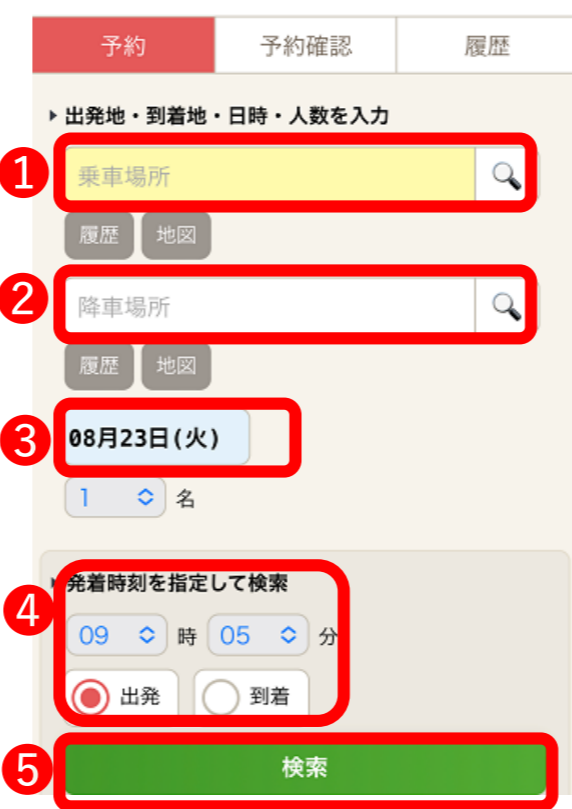 予約 予約確認 履歴
出発地・到着地・日時・人数を入力
1 乗車場所
履歴 地図
2 降車場所
履歴 地図
3 08月23日(火)
1 名
発着時刻を指定して検索
4 09 時 05 分
出発 到着
5 検索